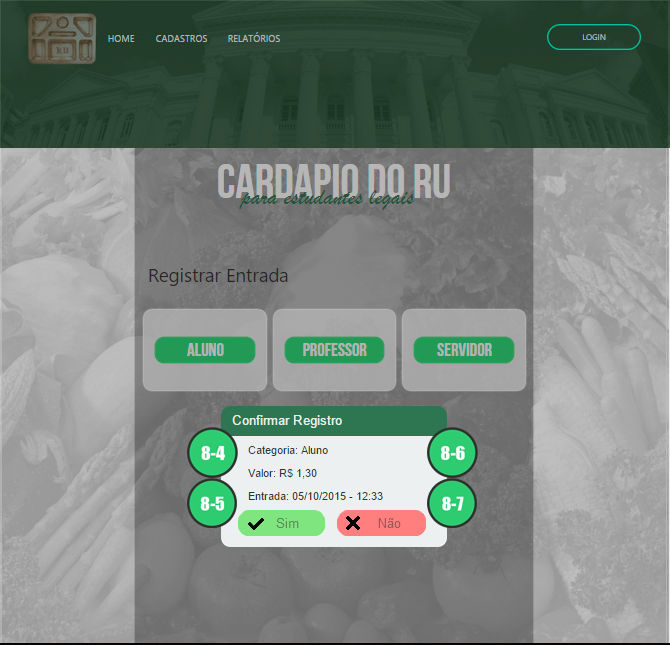 RU
HOME CADASTROS RELATÓRIOS LOGIN
CARDAPIO DO RU
para estudantes legais
Registrar Entrada
ALUNO PROFESSOR SERVIDOR
Confirmar Registro
8-4 Categoria: Aluno 8-6
Valor: R$ 1,30
8-5 Entrada: 05/10/2015 - 12:33 8-7
Sim Não